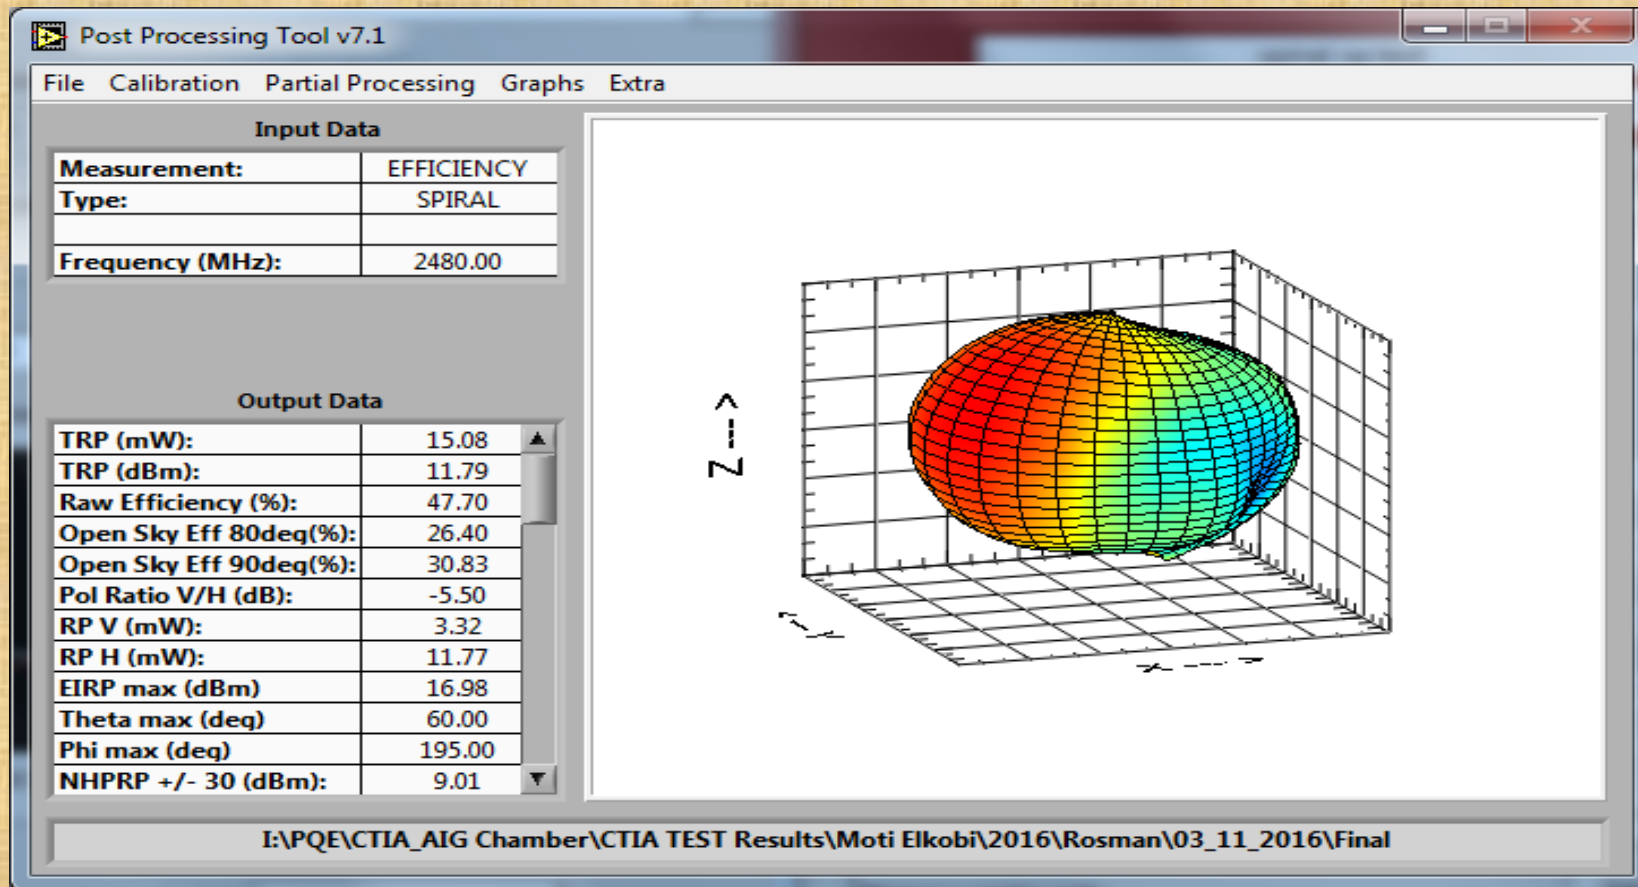 Post Processing Tool v7.1
File Calibration Partial Processing Graphs Extra
Input Data
Measurement: EFFICIENCY
Type: SPIRAL
Frequency (MHz): 2480.00
Output Data
TRP (mW): 15.08
TRP (dBm): 11.79
Raw Efficiency (%): 47.70
Open Sky Eff 80deg(%): 26.40
Open Sky Eff 90deg(%): 30.83
Pol Ratio V/H (dB): -5.50
RP V (mW): 3.32
RP H (mW): 11.77
EIRP max (dBm) 16.98
Theta max (deg) 60.00
Phi max (deg) 195.00
NHPRP +/- 30 (dBm): 9.01
Z --->
I:\PQE\CTIA_AIG Chamber\CTIA TEST Results\Moti Elkobi\2016\Rosman\03_11_2016\Final